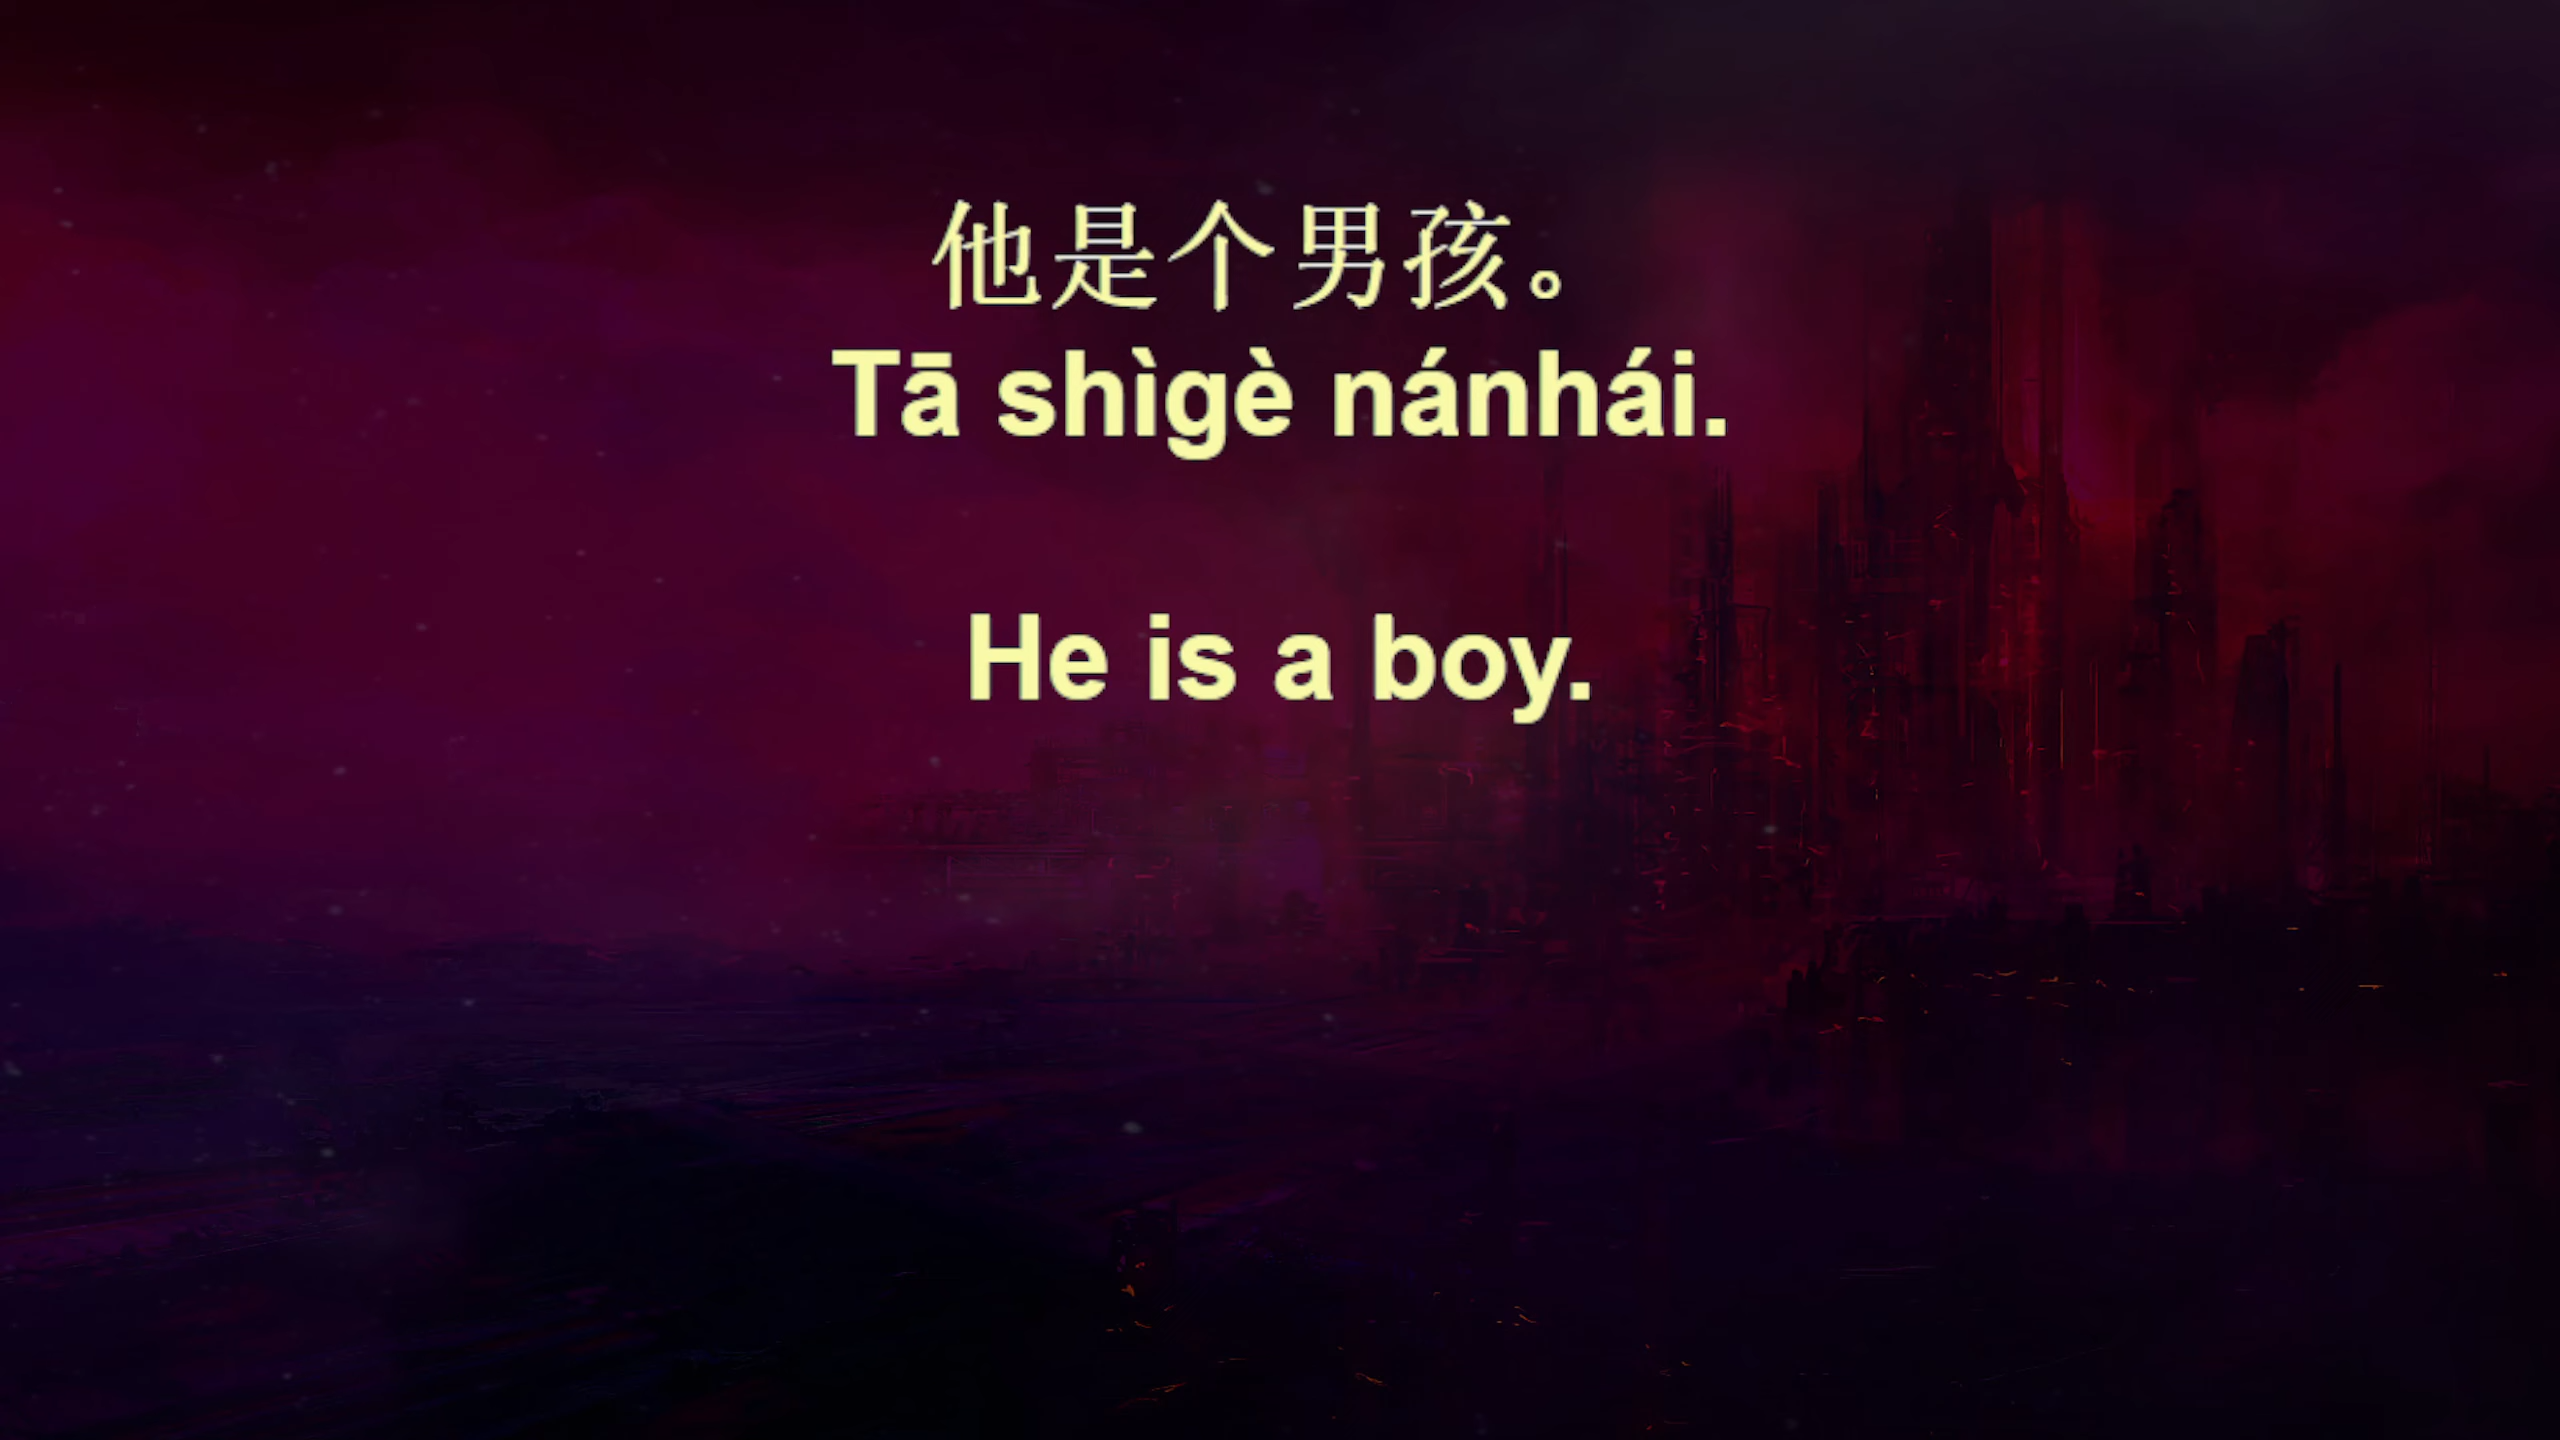 他是个男孩。
Tā shìgè nánhái.
He is a boy.